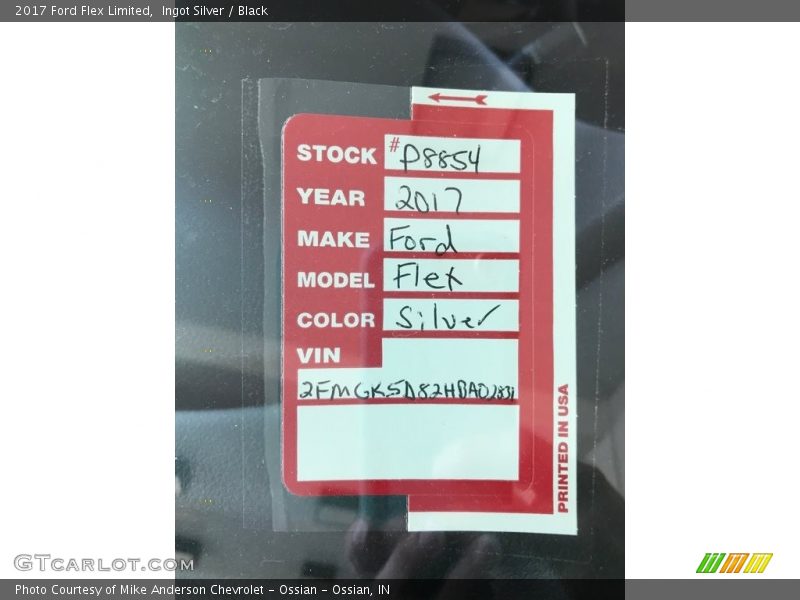 2017 Ford Flex Limited, Ingot Silver / Black
STOCK # P8854
YEAR 2017
MAKE Ford
MODEL Flex
COLOR Silver
VIN
2FMGK5D82HBA02831
PRINTED IN USA
GTCARLOT.COM
Photo Courtesy of Mike Anderson Chevrolet - Ossian - Ossian, IN